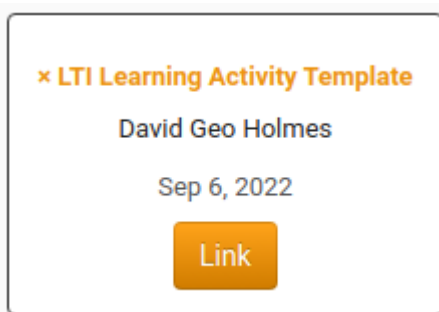 × LTI Learning Activity Template
David Geo Holmes
Sep 6, 2022
Link